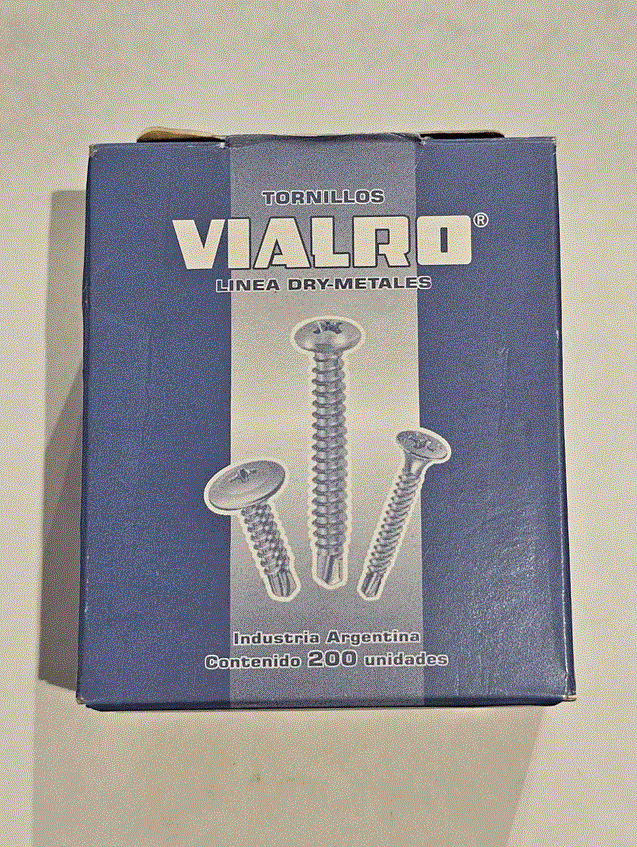 TORNILLOS
VIALRO®
LINEA DRY-METALES
Industria Argentina
Contenido 200 unidades